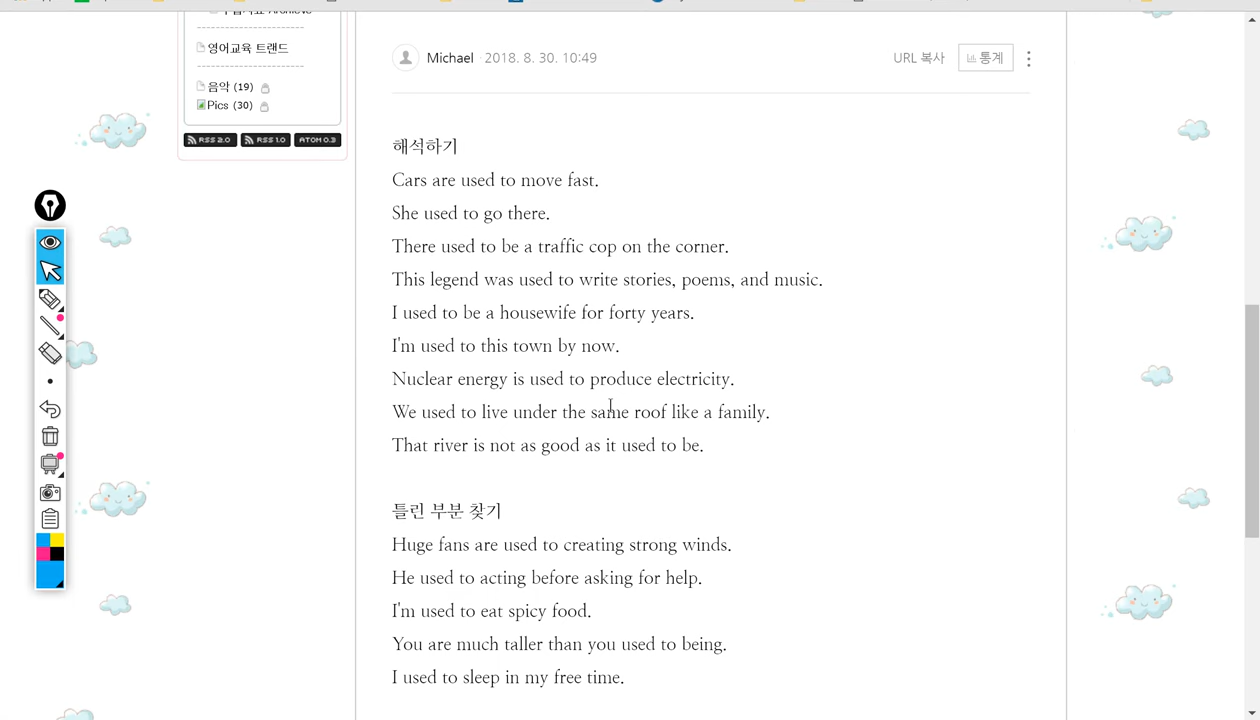 영어교육 트랜드
음악 (19)
Pics (30)
RSS 2.0 RSS 1.0 ATOM 0.3
Michael · 2018. 8. 30. 10:49 URL 복사 통계
해석하기
Cars are used to move fast.
She used to go there.
There used to be a traffic cop on the corner.
This legend was used to write stories, poems, and music.
I used to be a housewife for forty years.
I'm used to this town by now.
Nuclear energy is used to produce electricity.
We used to live under the same roof like a family.
That river is not as good as it used to be.
틀린 부분 찾기
Huge fans are used to creating strong winds.
He used to acting before asking for help.
I'm used to eat spicy food.
You are much taller than you used to being.
I used to sleep in my free time.